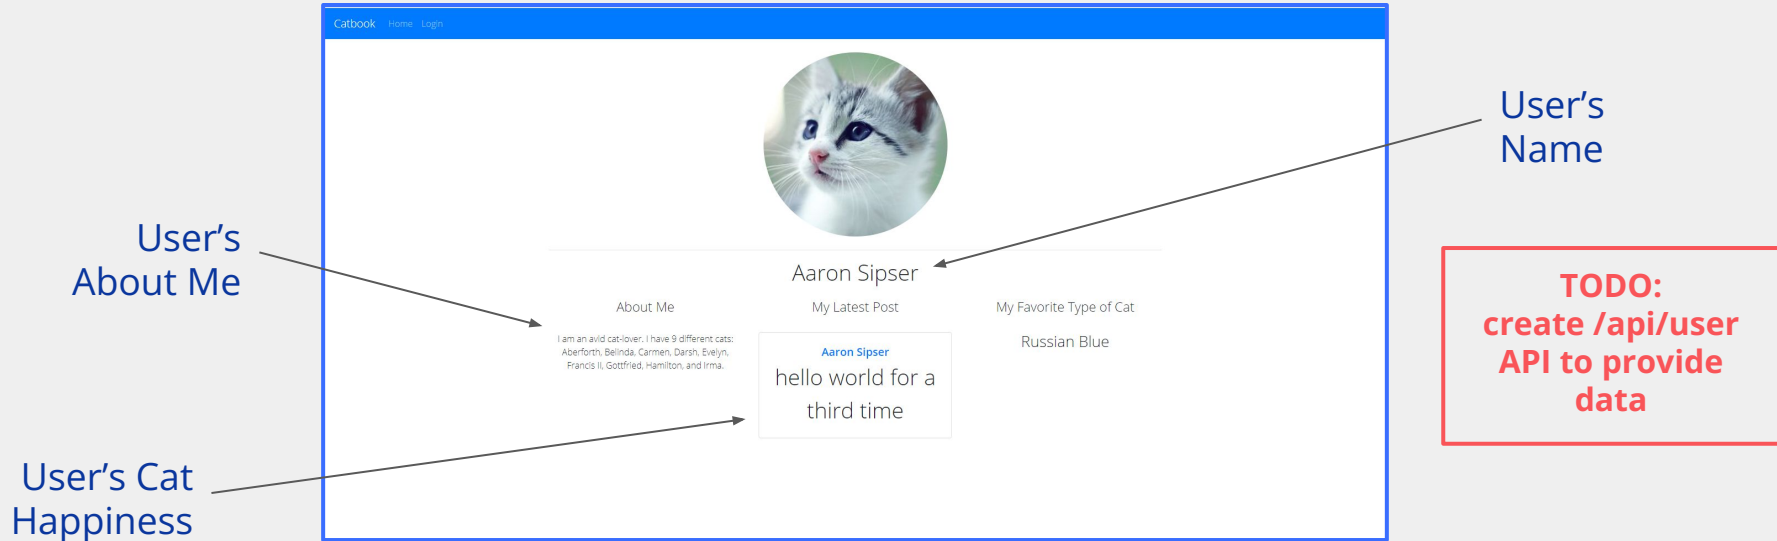 Catbook Home Login
User's
Name
User's
About Me
Aaron Sipser
About Me
I am an avid cat-lover. I have 9 different cats:
Aberforth, Belinda, Carmen, Darsh, Evelyn,
Francis II, Gottfried, Hamilton, and Irma.
My Latest Post
Aaron Sipser
hello world for a
third time
My Favorite Type of Cat
Russian Blue
TODO:
create /api/user
API to provide
data
User's Cat
Happiness